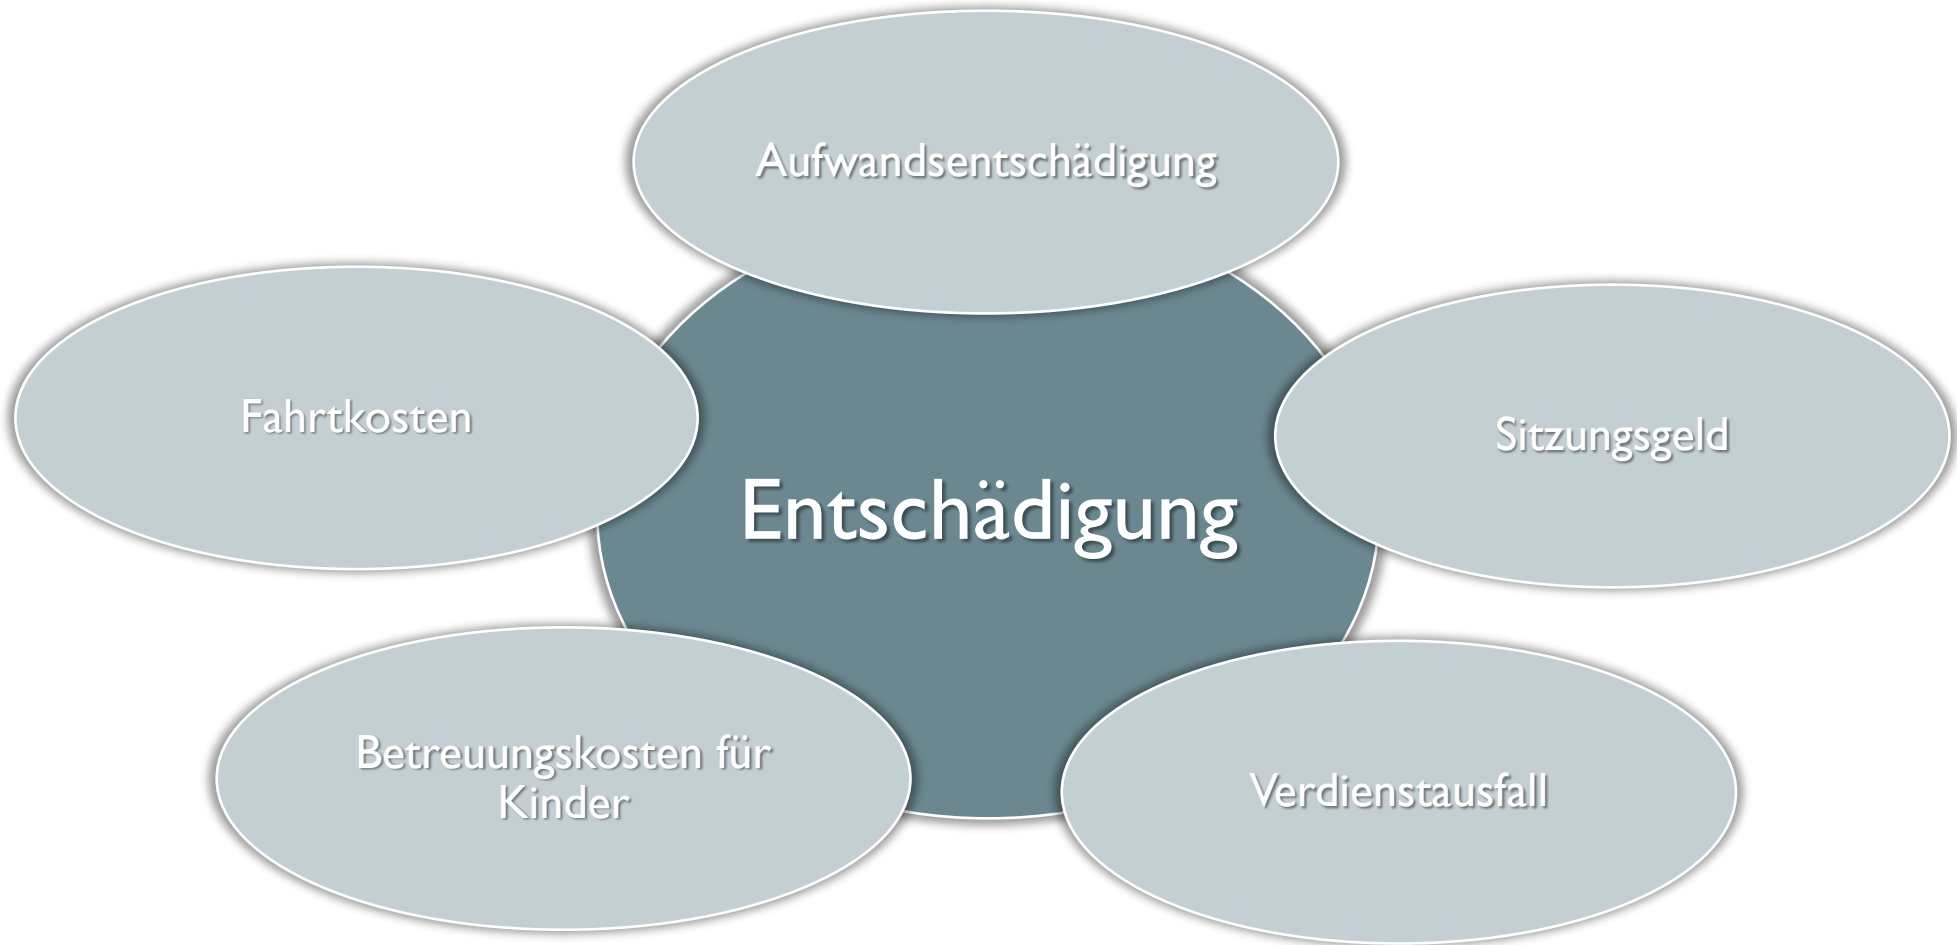 Aufwandsentschädigung
Fahrtkosten
Sitzungsgeld
Entschädigung
Betreuungskosten für
Kinder
Verdienstausfall